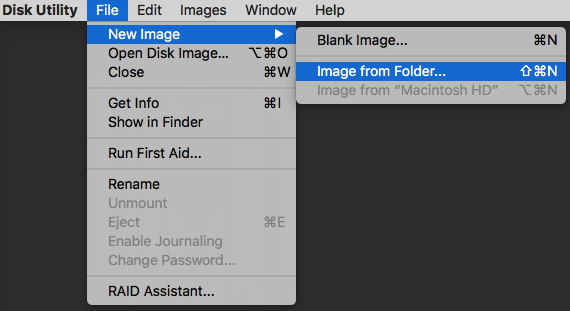 Disk Utility File Edit Images Window Help
New Image ▶
Open Disk Image... ⌥⌘O
Close ⌘W
Get Info ⌘I
Show in Finder
Run First Aid...
Rename
Unmount
Eject ⌘E
Enable Journaling
Change Password...
RAID Assistant...
Blank Image... ⌘N
Image from Folder... ⇧⌘N
Image from “Macintosh HD” ⌥⌘N